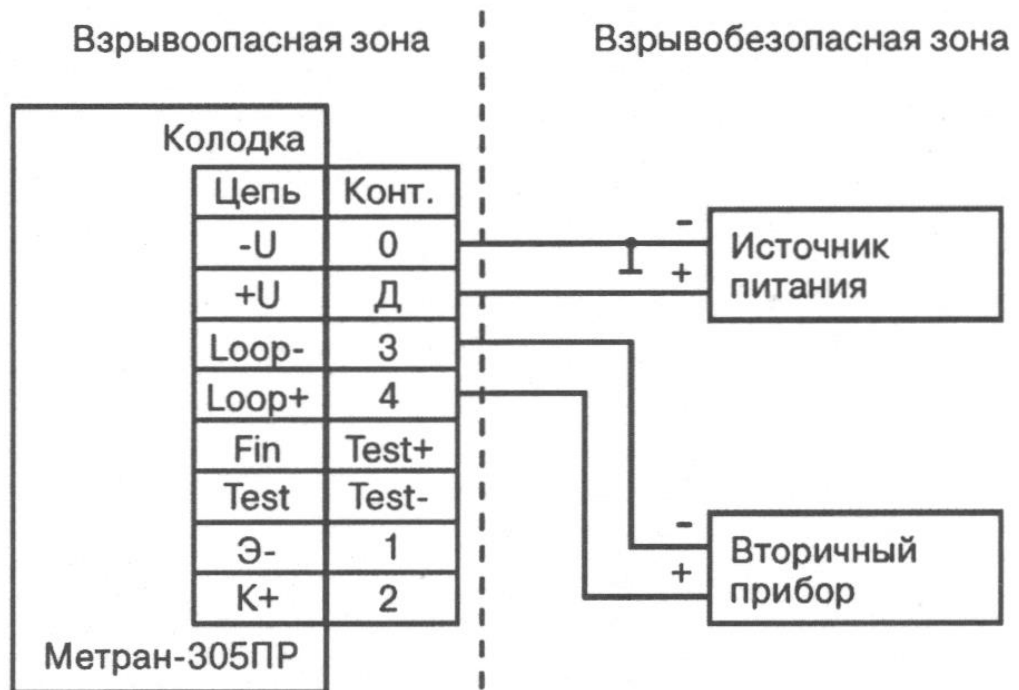 Взрывоопасная зона
Взрывобезопасная зона
Колодка
Цепь Конт.
-U 0
+U Д
Loop- 3
Loop+ 4
Fin Test+
Test Test-
Э- 1
К+ 2
Метран-305ПР
- Источник
+ питания
- Вторичный
+ прибор